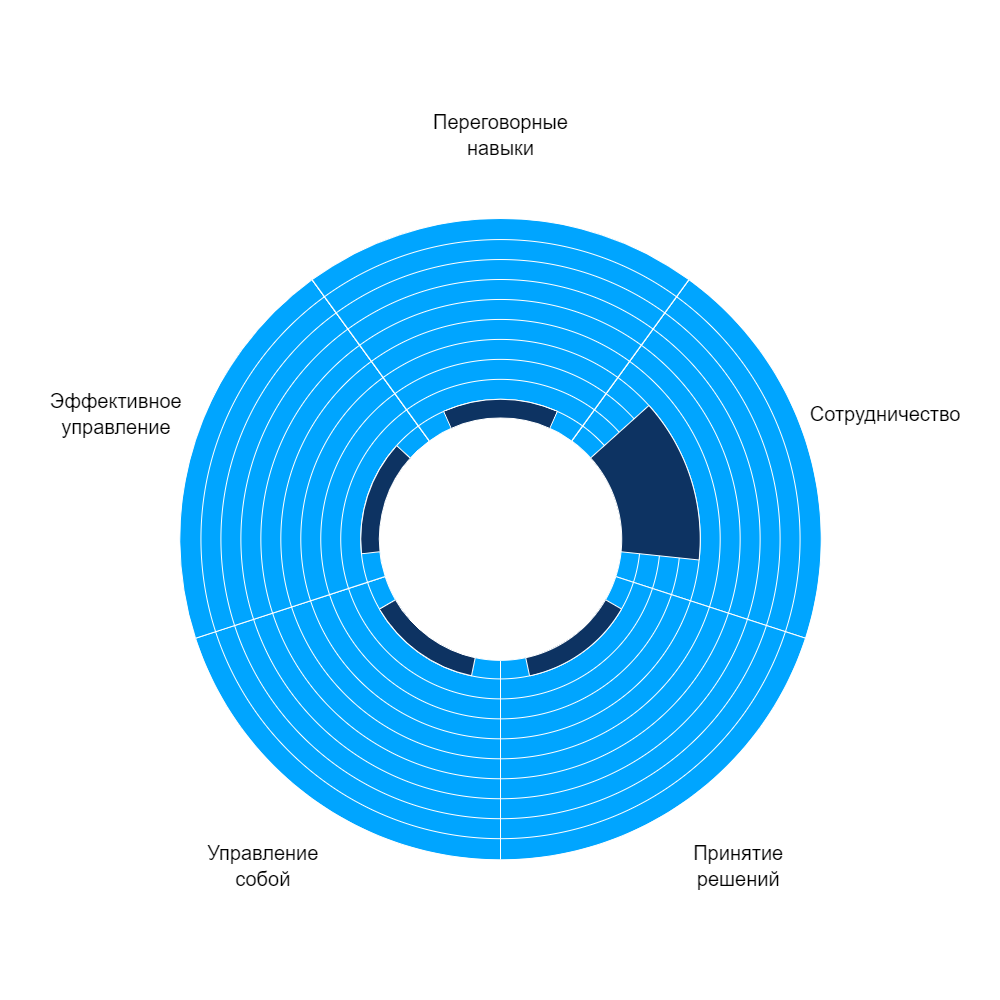 Переговорные
навыки
Эффективное
управление
Сотрудничество
Управление
собой
Принятие
решений